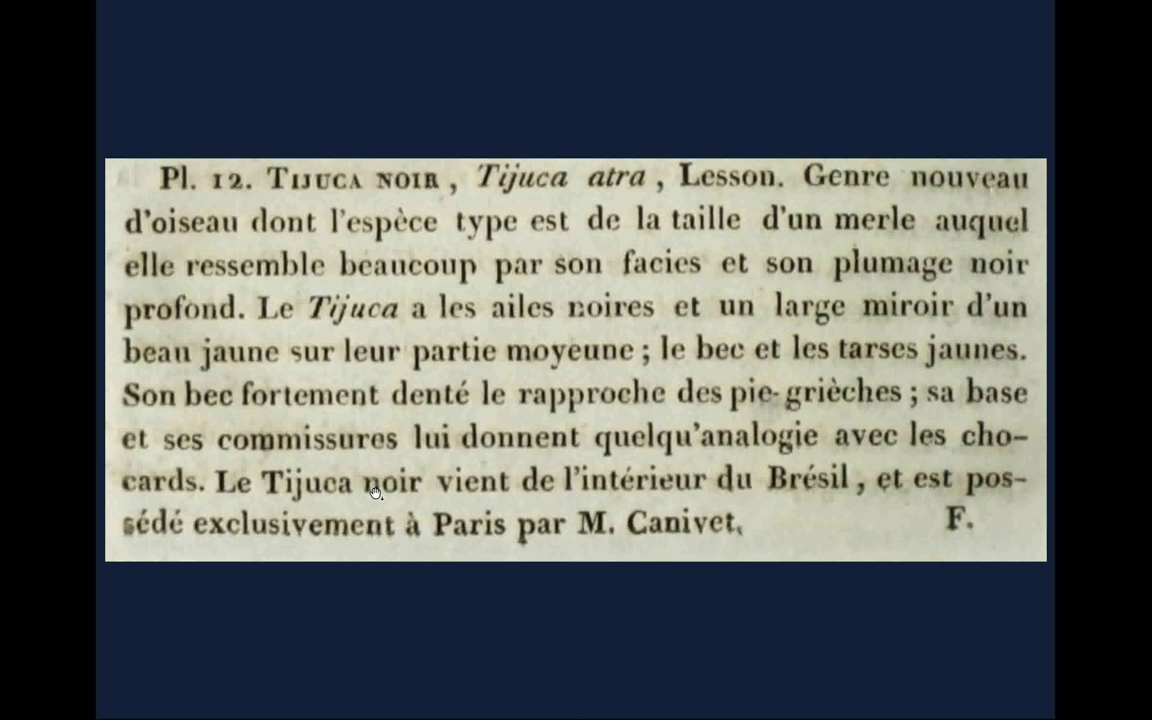 Pl. 12. TIJUCA NOIR, Tijuca atra, Lesson. Genre nouveau
d'oiseau dont l'espèce type est de la taille d'un merle auquel
elle ressemble beaucoup par son facies et son plumage noir
profond. Le Tijuca a les ailes noires et un large miroir d'un
beau jaune sur leur partie moyeune; le bec et les tarses jaunes.
Son bec fortement denté le rapproche des pie-grièches; sa base
et ses commissures lui donnent quelqu'analogie avec les cho-
cards. Le Tijuca noir vient de l'intérieur du Brésil, et est pos-
sédé exclusivement à Paris par M. Canivet. F.